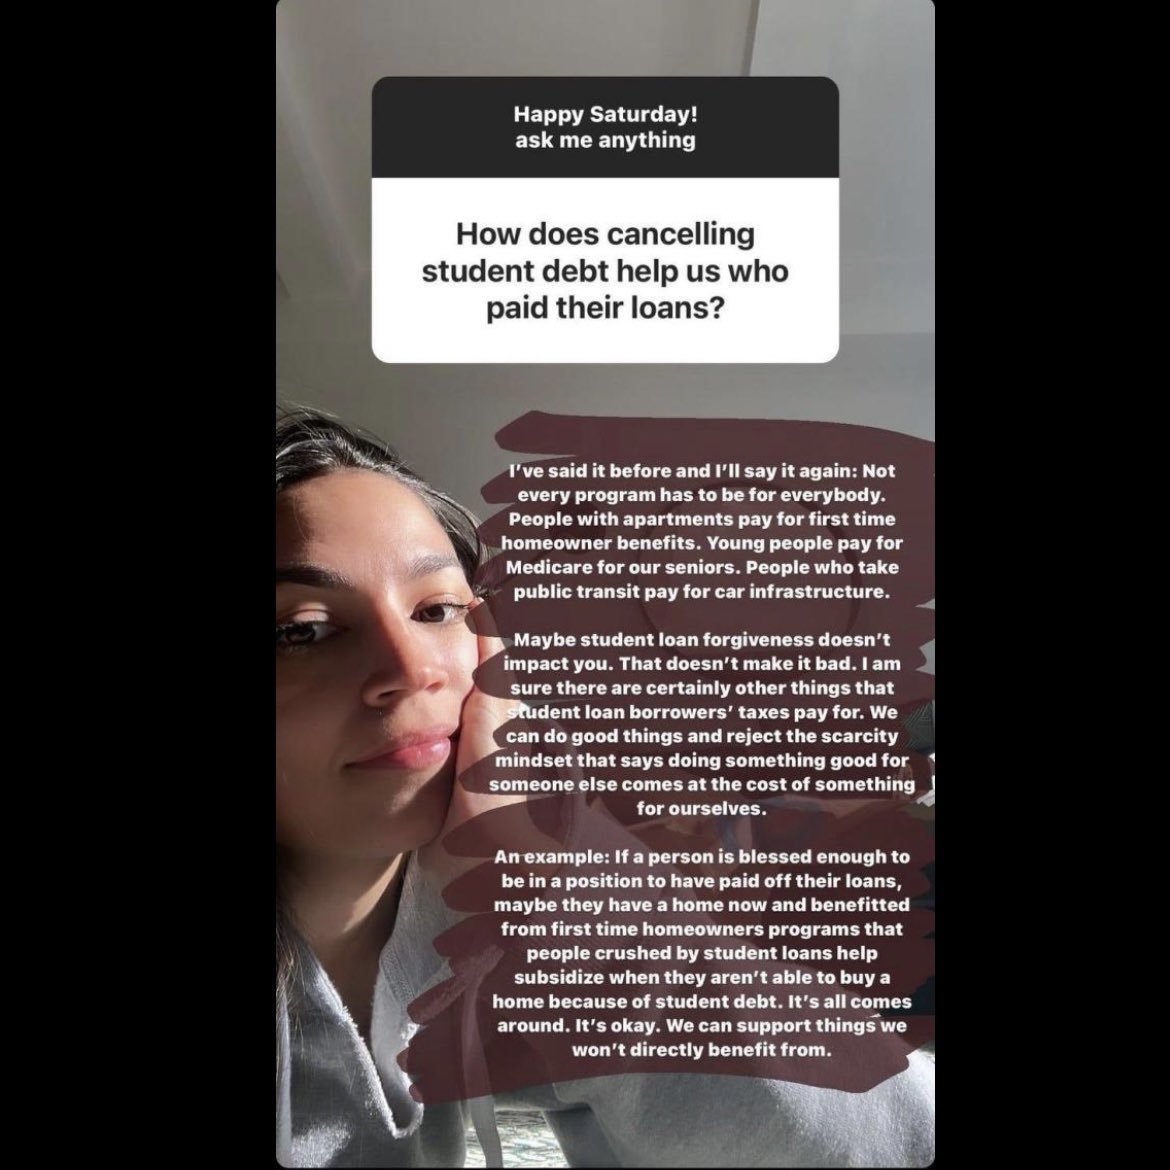 Happy Saturday!
ask me anything
How does cancelling
student debt help us who
paid their loans?
I've said it before and I'll say it again: Not
every program has to be for everybody.
People with apartments pay for first time
homeowner benefits. Young people pay for
Medicare for our seniors. People who take
public transit pay for car infrastructure.
Maybe student loan forgiveness doesn't
impact you. That doesn't make it bad. I am
sure there are certainly other things that
student loan borrowers' taxes pay for. We
can do good things and reject the scarcity
mindset that says doing something good for
someone else comes at the cost of something
for ourselves.
An example: If a person is blessed enough to
be in a position to have paid off their loans,
maybe they have a home now and benefitted
from first time homeowners programs that
people crushed by student loans help
subsidize when they aren't able to buy a
home because of student debt. It's all comes
around. It's okay. We can support things we
won't directly benefit from.